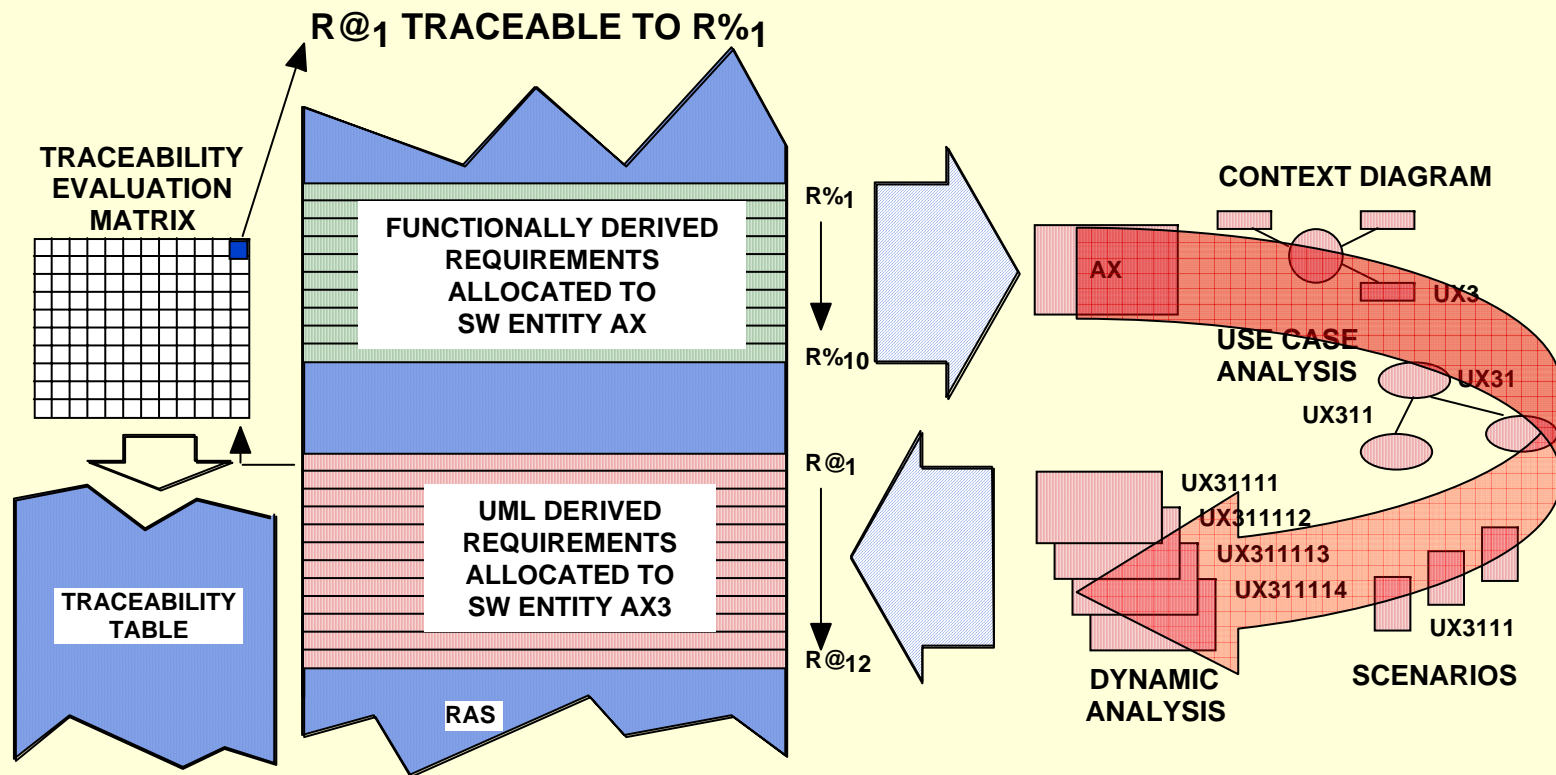 R@1 TRACEABLE TO R%1
TRACEABILITY
EVALUATION
MATRIX
FUNCTIONALLY DERIVED
REQUIREMENTS
ALLOCATED TO
SW ENTITY AX
R%1
R%10
CONTEXT DIAGRAM
AX
UX3
USE CASE
ANALYSIS
UX31
UX311
R@1
R@12
UML DERIVED
REQUIREMENTS
ALLOCATED TO
SW ENTITY AX3
UX31111
UX311112
UX311113
UX311114
UX3111
DYNAMIC
ANALYSIS
SCENARIOS
TRACEABILITY
TABLE
RAS